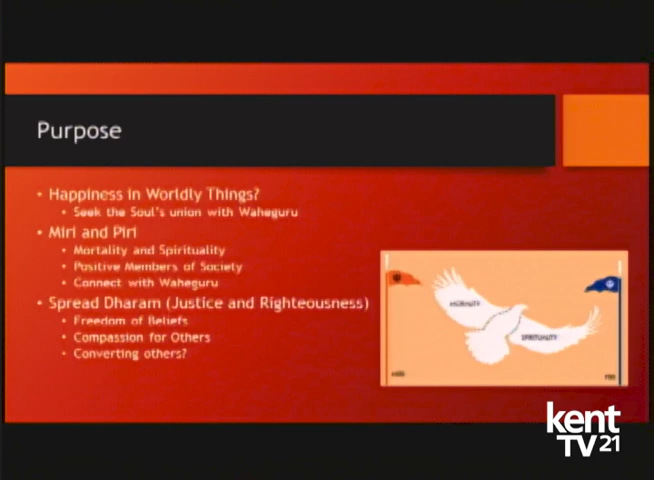 Purpose
• Happiness in Worldly Things?
• Seek the Soul's union with Waheguru
• Miri and Piri
• Mortality and Spirituality
• Positive Members of Society
• Connect with Waheguru
• Spread Dharam (Justice and Righteousness)
• Freedom of Beliefs
• Compassion for Others
• Converting others?
SPIRITUALITY
kent
TV21